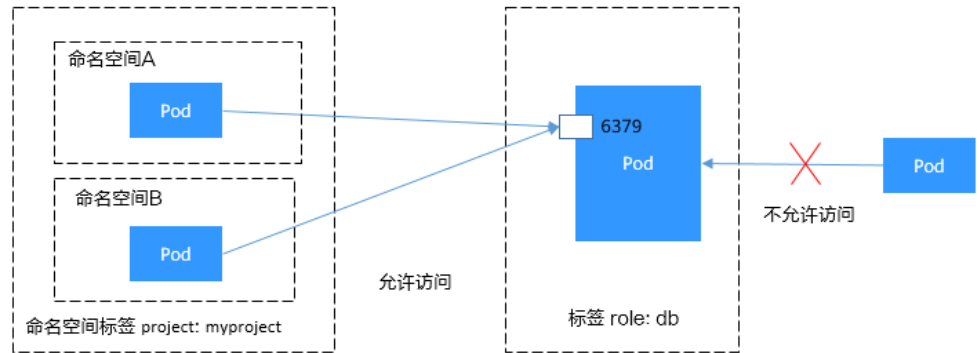 命名空间A
Pod
命名空间B
Pod
命名空间标签 project: myproject
允许访问
6379
Pod
标签 role: db
Pod
不允许访问